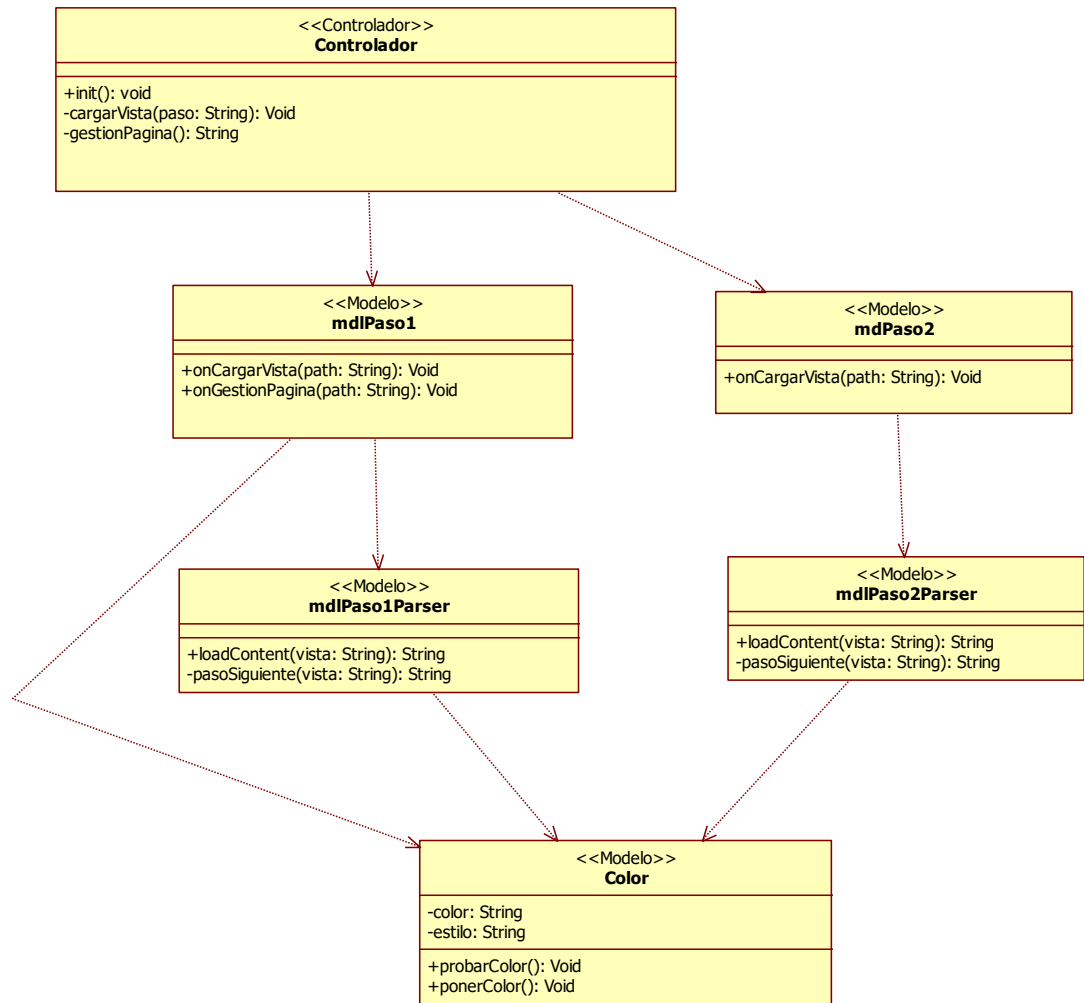 <<Controlador>>
Controlador
+init(): void
-cargarVista(paso: String): Void
-gestionPagina(): String
<<Modelo>>
mdlPaso1
+onCargarVista(path: String): Void
+onGestionPagina(path: String): Void
<<Modelo>>
mdPaso2
+onCargarVista(path: String): Void
<<Modelo>>
mdlPaso1Parser
+loadContent(vista: String): String
-pasoSiguiente(vista: String): String
<<Modelo>>
mdlPaso2Parser
+loadContent(vista: String): String
-pasoSiguiente(vista: String): String
<<Modelo>>
Color
-color: String
-estilo: String
+probarColor(): Void
+ponerColor(): Void